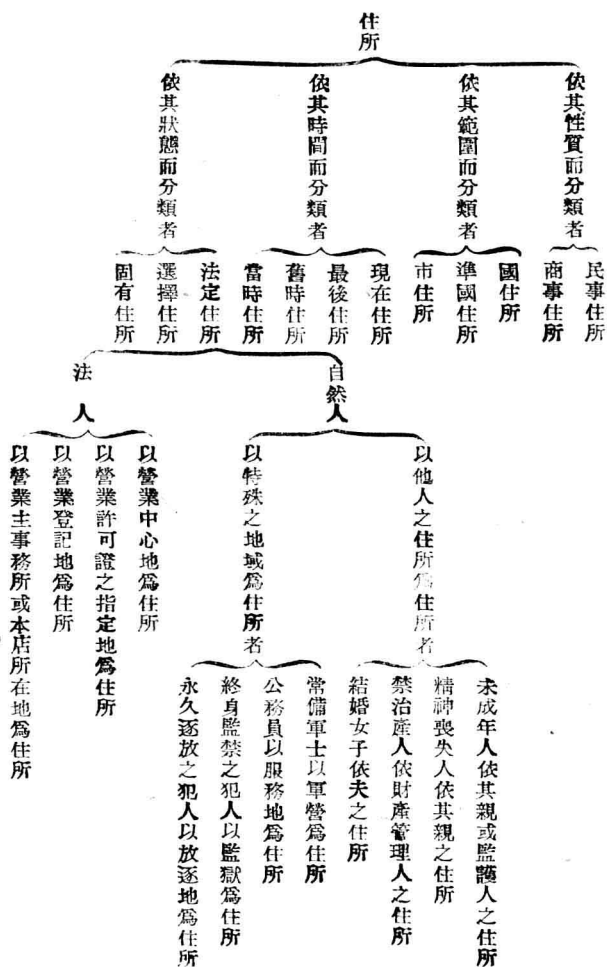 住所
依其性質而分類者
民事住所
商事住所
依其範圍而分類者
國住所
準國住所
市住所
依其時間而分類者
現在住所
最後住所
舊時住所
當時住所
依其狀態而分類者
法定住所
選擇住所
固有住所
自然人
以他人之住所爲住所者
未成年人依其親或監護人之住所
精神喪失人依其親之住所
禁治產人依財產管理人之住所
結婚女子依夫之住所
以特殊之地域爲住所者
常備軍士以軍營爲住所
公務員以服務地爲住所
終身監禁之犯人以監獄爲住所
永久逐放之犯人以放逐地爲住所
法人
以營業中心地爲住所
以營業許可證之指定地爲住所
以營業登記地爲住所
以營業主事務所或本店所在地爲住所